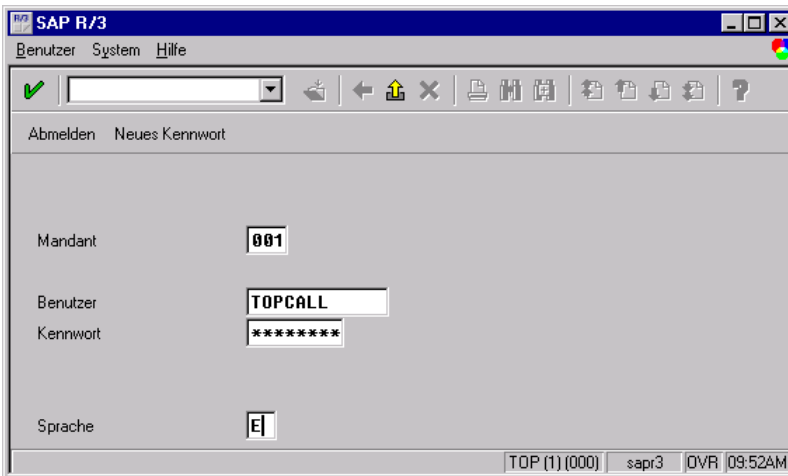 R/3 SAP R/3
Benutzer System Hilfe
Abmelden Neues Kennwort
Mandant 001
Benutzer TOPCALL
Kennwort ********
Sprache E
TOP (1) (000) sapr3 OVR 09:52AM